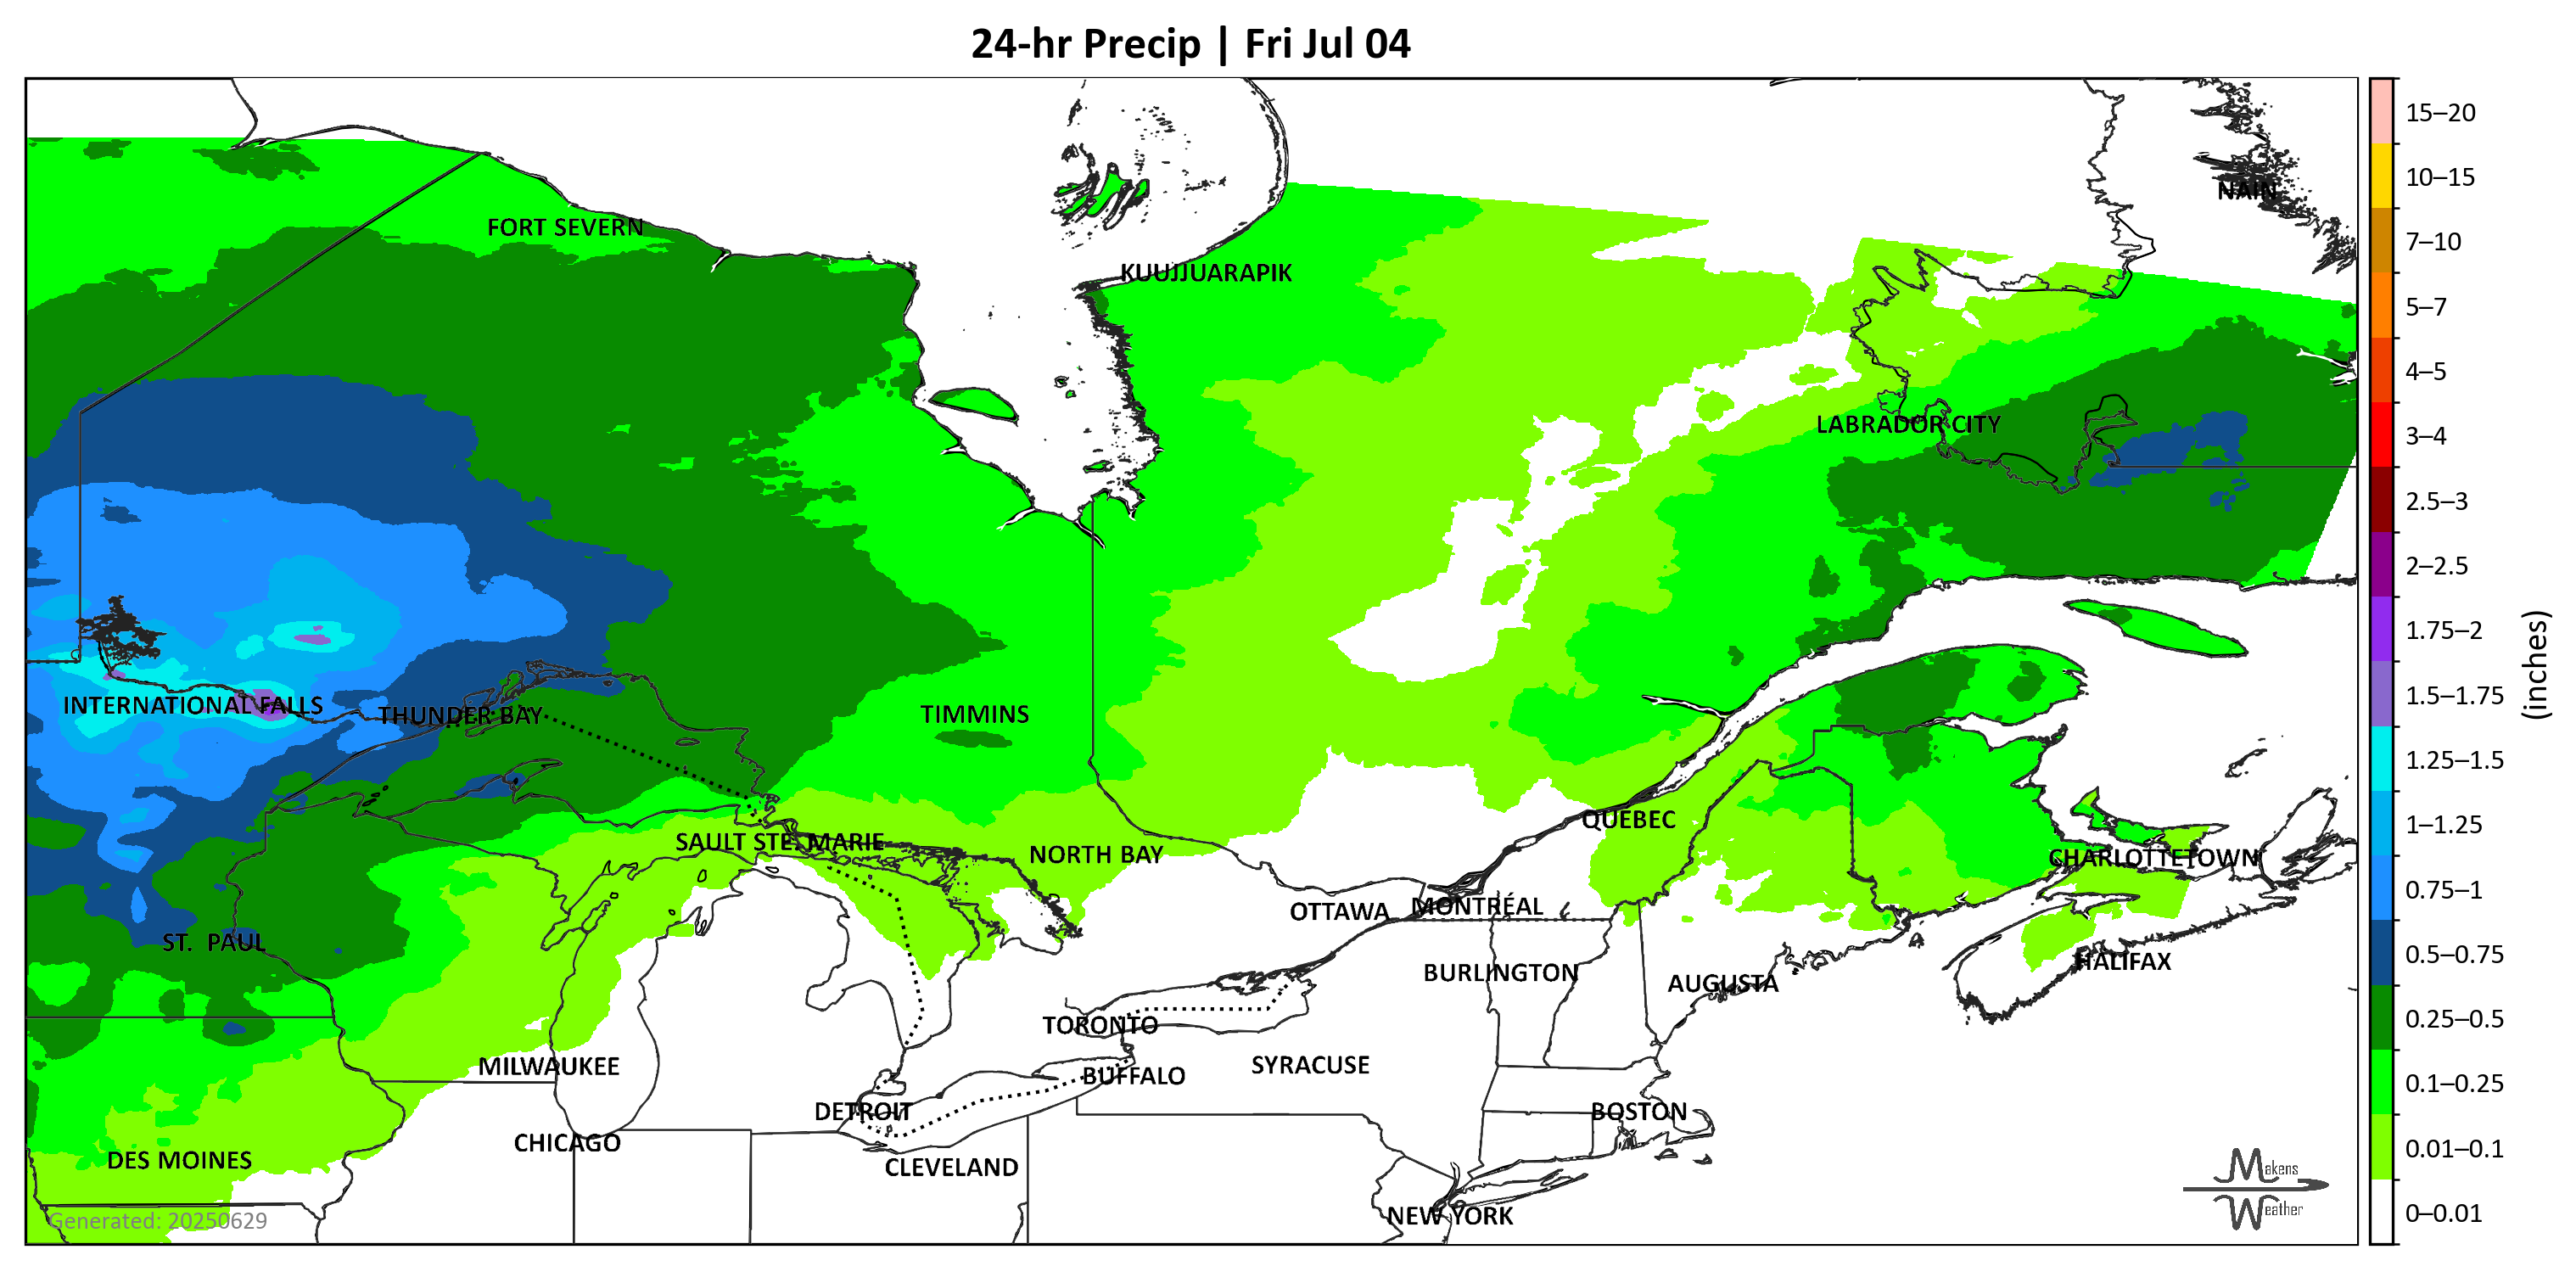 24-hr Precip | Fri Jul 04
NAIN
FORT SEVERN
KUUJJUARAPIK
LABRADOR CITY
INTERNATIONAL FALLS
THUNDER BAY
TIMMINS
QUÉBEC
SAULT STE. MARIE
NORTH BAY
CHARLOTTETOWN
OTTAWA
MONTRÉAL
ST. PAUL
HALIFAX
BURLINGTON
AUGUSTA
TORONTO
MILWAUKEE
SYRACUSE
BUFFALO
DETROIT
BOSTON
CHICAGO
DES MOINES
CLEVELAND
NEW YORK
Generated: 20250629
Makens
Weather
15–20
10–15
7–10
5–7
4–5
3–4
2.5–3
2–2.5
1.75–2
1.5–1.75
1.25–1.5
1–1.25
0.75–1
0.5–0.75
0.25–0.5
0.1–0.25
0.01–0.1
0–0.01
(inches)